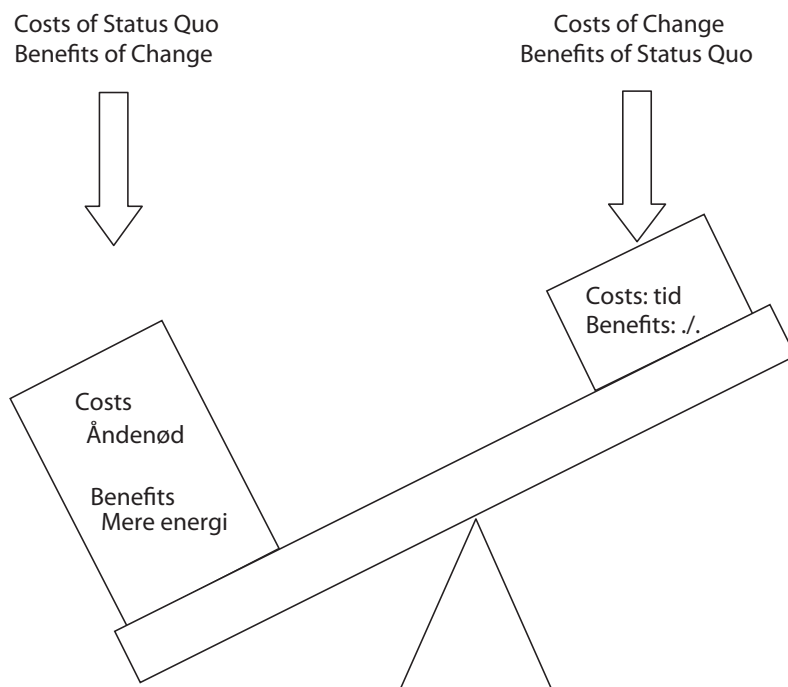 Costs of Status Quo
Benefits of Change
Costs of Change
Benefits of Status Quo
Costs: tid
Benefits: ./.
Costs
Åndenød
Benefits
Mere energi